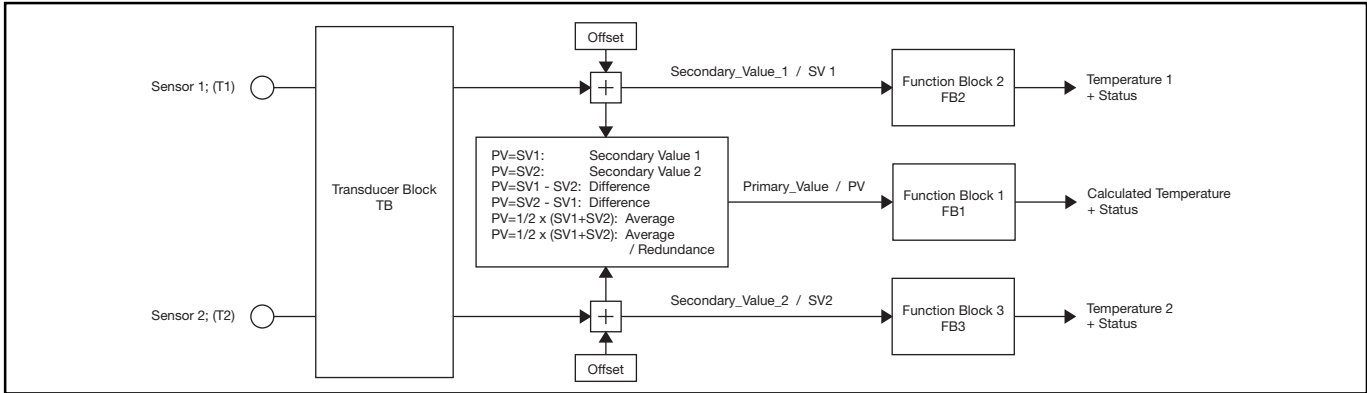 Offset
Sensor 1; (T1)
Secondary_Value_1 / SV 1
Function Block 2
FB2
Temperature 1
+ Status
Transducer Block
TB
PV=SV1: Secondary Value 1
PV=SV2: Secondary Value 2
PV=SV1 - SV2: Difference
PV=SV2 - SV1: Difference
PV=1/2 x (SV1+SV2): Average
PV=1/2 x (SV1+SV2): Average
/ Redundance
Primary_Value / PV
Function Block 1
FB1
Calculated Temperature
+ Status
Sensor 2; (T2)
Secondary_Value_2 / SV2
Function Block 3
FB3
Temperature 2
+ Status
Offset